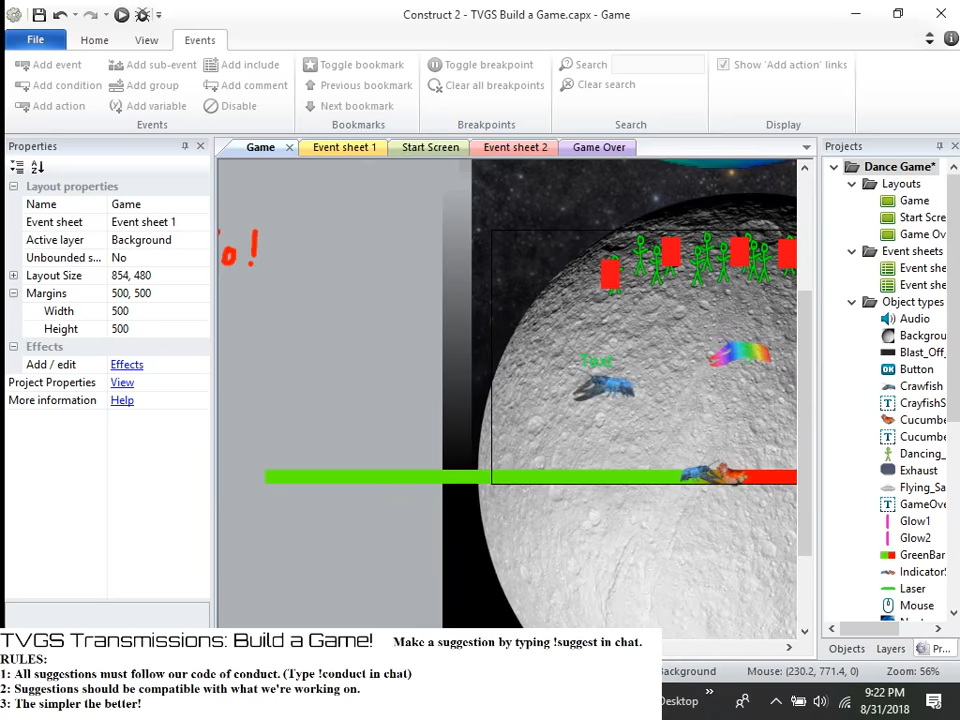 Construct 2 - TVGS Build a Game.capx - Game
File Home View Events
Add event Add sub-event Add include
Add condition Add group Add comment
Add action Add variable Disable
Events
Toggle bookmark
Previous bookmark
Next bookmark
Bookmarks
Toggle breakpoint
Clear all breakpoints
Breakpoints
Search
Clear search
Search
Show 'Add action' links
Display
Properties
Layout properties
Name Game
Event sheet Event sheet 1
Active layer Background
Unbounded s... No
Layout Size 854, 480
Margins 500, 500
Width 500
Height 500
Effects
Add / edit Effects
Project Properties View
More information Help
Game Event sheet 1 Start Screen Event sheet 2 Game Over
o!
Text
Projects
Dance Game*
Layouts
Game
Start Scree
Game Ov
Event sheets
Event she
Event she
Object types
Audio
Backgrou
Blast_Off_
Button
Crawfish
CrayfishS
Cucumbe
Cucumbe
Dancing_
Exhaust
Flying_Sa
GameOve
Glow1
Glow2
GreenBar
IndicatorS
Laser
Mouse
Objects Layers Pr...
ackground Mouse: (230.2, 771.4, 0) Zoom: 56%
TVGS Transmissions: Build a Game! Make a suggestion by typing !suggest in chat.
RULES:
1: All suggestions must follow our code of conduct. (Type !conduct in chat)
2: Suggestions should be compatible with what we're working on.
3: The simpler the better!
Desktop
9:22 PM
8/31/2018